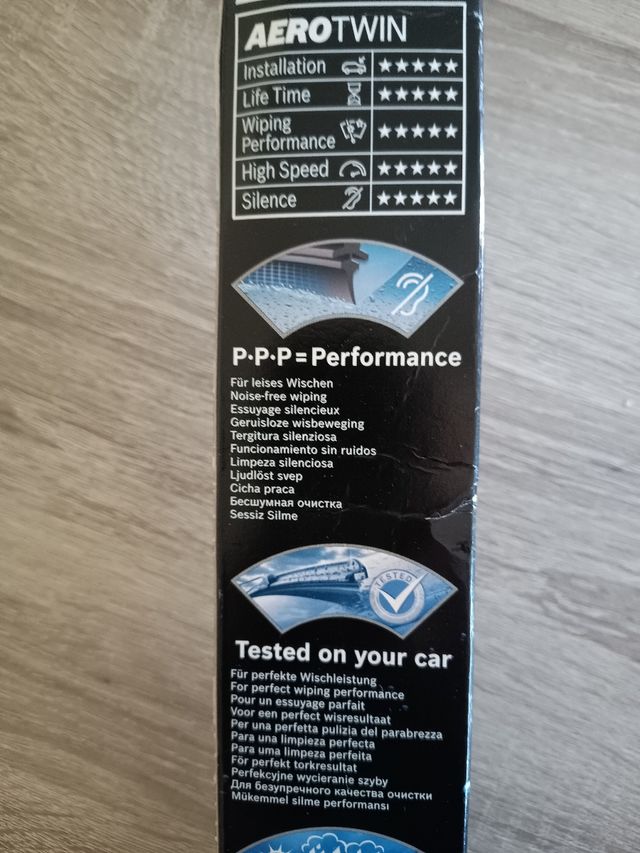 AEROTWIN
Installation ★★★★★
Life Time ★★★★★
Wiping
Performance ★★★★★
High Speed ★★★★★
Silence ★★★★★
P·P·P=Performance
Für leises Wischen
Noise-free wiping
Essuyage silencieux
Geruisloze wisbeweging
Tergitura silenziosa
Funcionamiento sin ruidos
Limpeza silenciosa
Ljudlöst svep
Cicha praca
Бесшумная очистка
Sessiz Silme
TESTED
Tested on your car
Für perfekte Wischleistung
For perfect wiping performance
Pour un essuyage parfait
Voor een perfect wisresultaat
Per una perfetta pulizia del parabrezza
Para una limpieza perfecta
Para uma limpeza perfeita
För perfekt torkresultat
Perfekcyjne wycieranie szyby
Для безупречного качества очистки
Mükemmel silme performansı